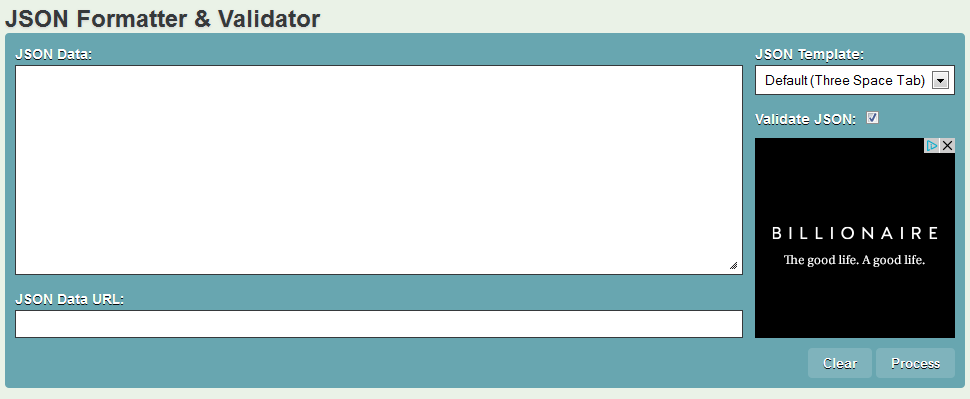 JSON Formatter & Validator
JSON Data:
JSON Template:
Default (Three Space Tab)
Validate JSON:
BILLIONAIRE
The good life. A good life.
JSON Data URL:
Clear
Process